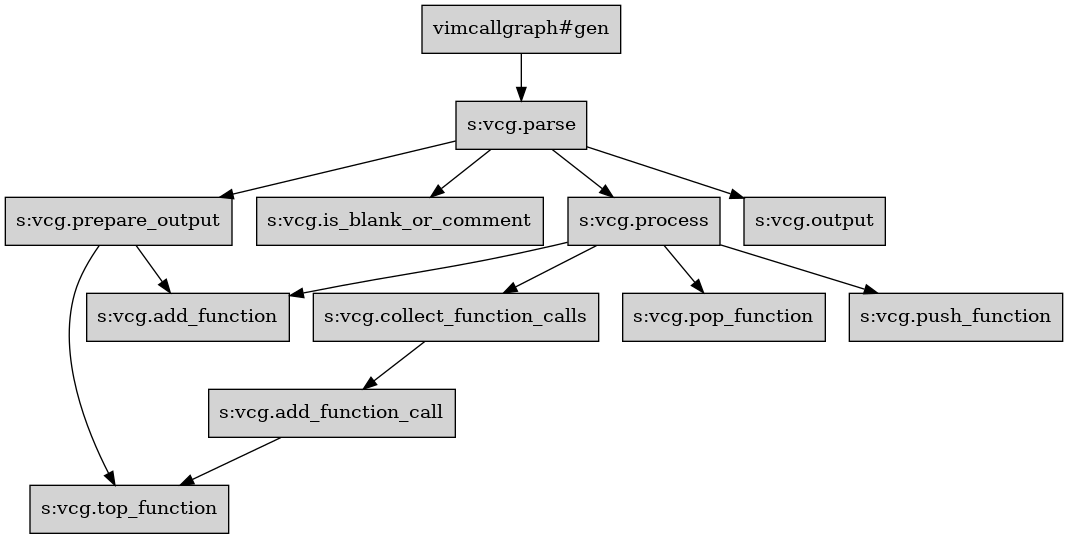 vimcallgraph#gen
s:vcg.parse
s:vcg.prepare_output
s:vcg.is_blank_or_comment
s:vcg.process
s:vcg.output
s:vcg.add_function
s:vcg.collect_function_calls
s:vcg.pop_function
s:vcg.push_function
s:vcg.add_function_call
s:vcg.top_function